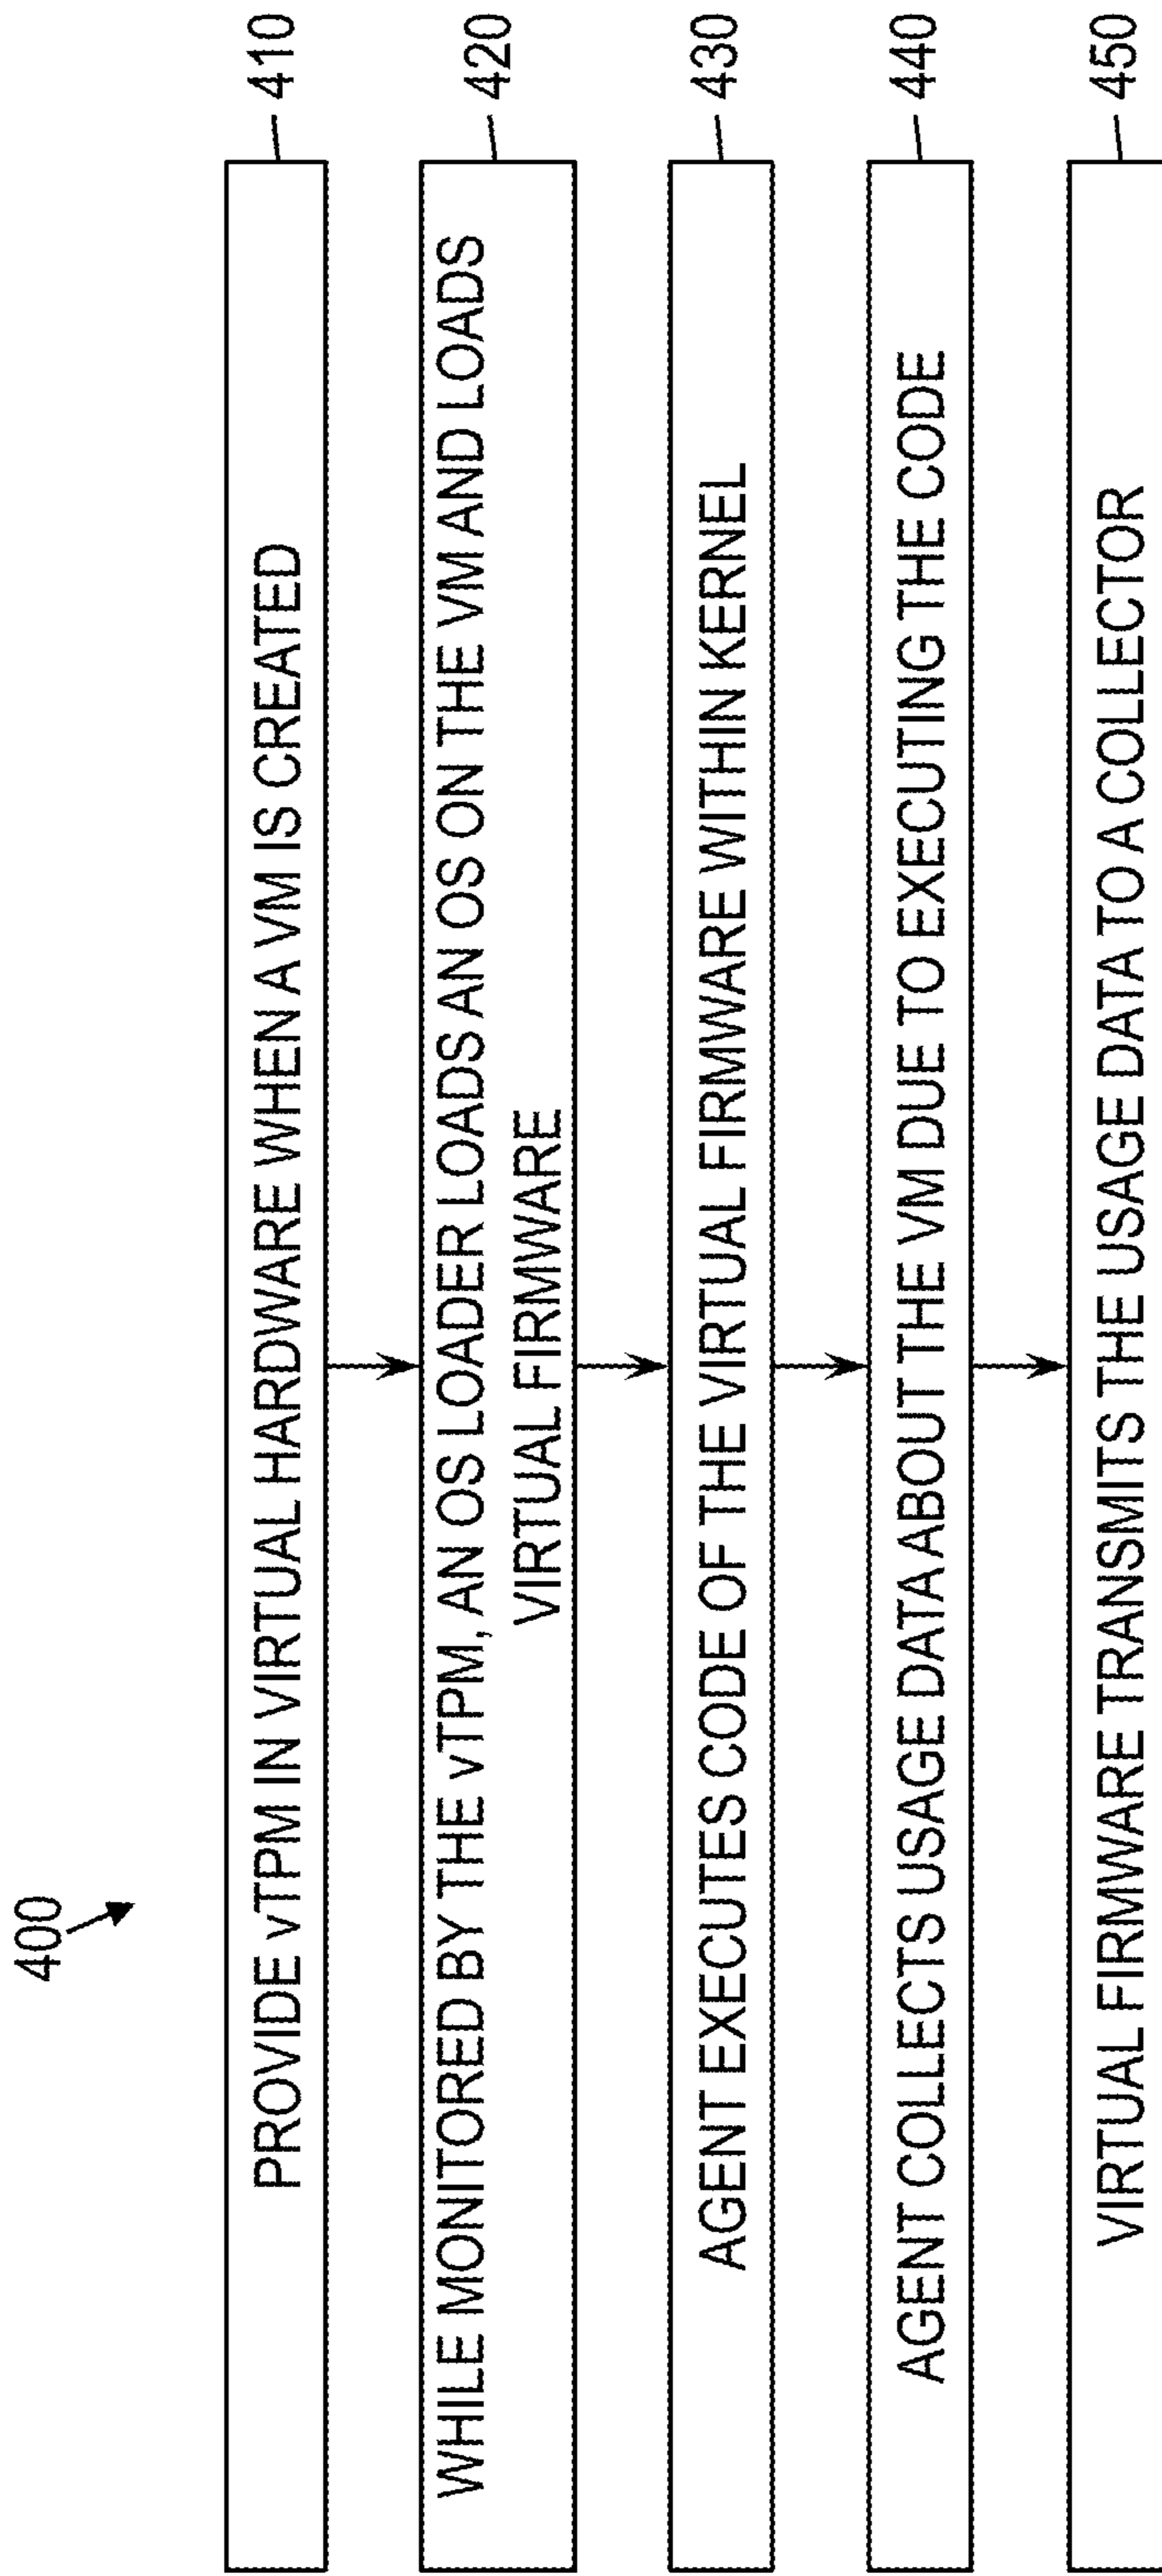 400
PROVIDE vTPM IN VIRTUAL HARDWARE WHEN A VM IS CREATED
410
WHILE MONITORED BY THE vTPM, AN OS LOADER LOADS AN OS ON THE VM AND LOADS
VIRTUAL FIRMWARE
420
AGENT EXECUTES CODE OF THE VIRTUAL FIRMWARE WITHIN KERNEL
430
AGENT COLLECTS USAGE DATA ABOUT THE VM DUE TO EXECUTING THE CODE
440
VIRTUAL FIRMWARE TRANSMITS THE USAGE DATA TO A COLLECTOR
450